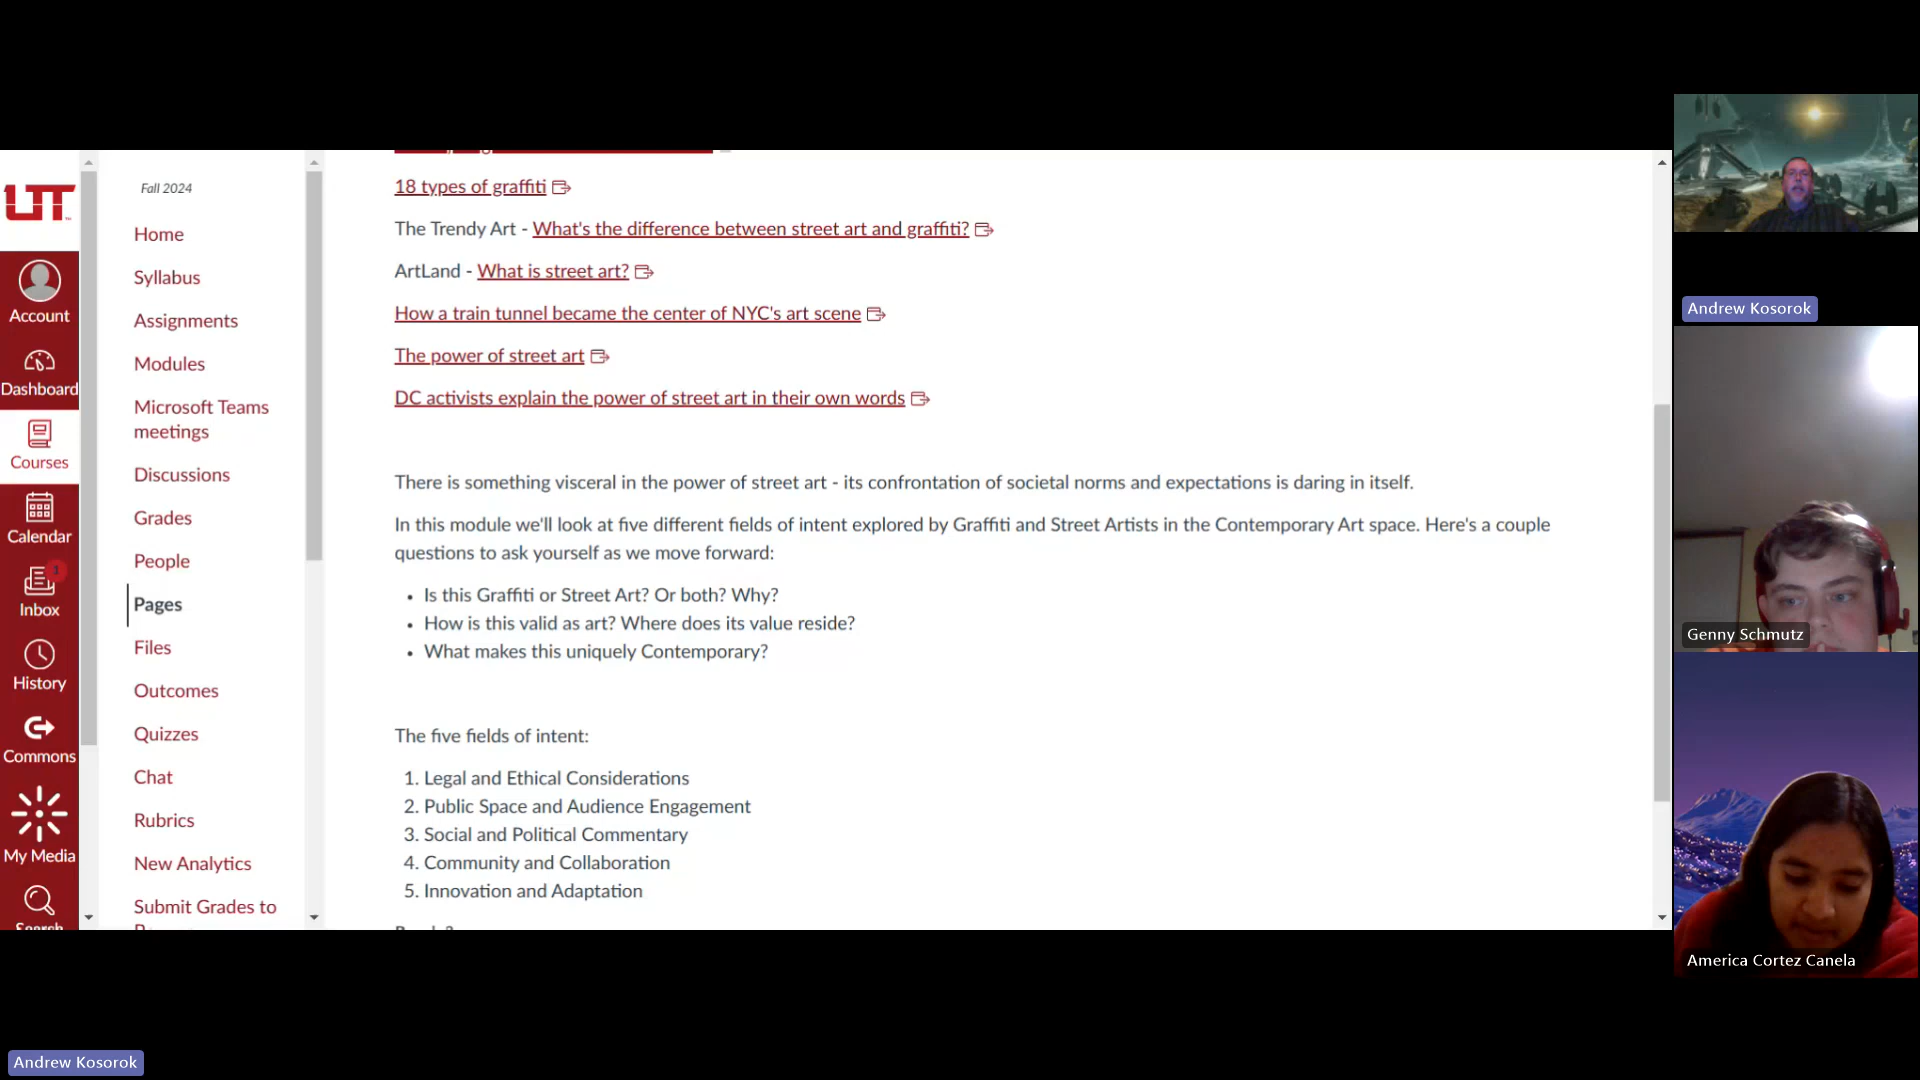 UT
Account
Dashboard
Courses
Calendar
1
Inbox
History
Commons
My Media
Search
Fall 2024
Home
Syllabus
Assignments
Modules
Microsoft Teams
meetings
Discussions
Grades
People
Pages
Files
Outcomes
Quizzes
Chat
Rubrics
New Analytics
Submit Grades to
18 types of graffiti
The Trendy Art - What's the difference between street art and graffiti?
ArtLand - What is street art?
How a train tunnel became the center of NYC's art scene
The power of street art
DC activists explain the power of street art in their own words
There is something visceral in the power of street art - its confrontation of societal norms and expectations is daring in itself.
In this module we'll look at five different fields of intent explored by Graffiti and Street Artists in the Contemporary Art space. Here's a couple
questions to ask yourself as we move forward:
• Is this Graffiti or Street Art? Or both? Why?
• How is this valid as art? Where does its value reside?
• What makes this uniquely Contemporary?
The five fields of intent:
1. Legal and Ethical Considerations
2. Public Space and Audience Engagement
3. Social and Political Commentary
4. Community and Collaboration
5. Innovation and Adaptation
Andrew Kosorok
Genny Schmutz
America Cortez Canela
Andrew Kosorok